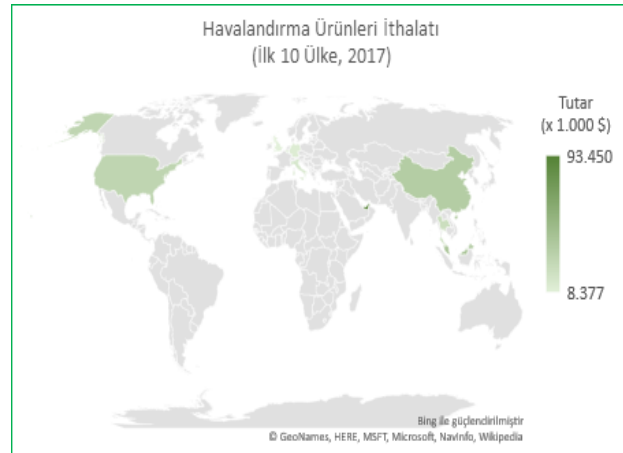 Havalandırma Ürünleri İthalatı
(İlk 10 Ülke, 2017)
Tutar
(x 1.000 $)
93.450
8.377
Bing ile güçlendirilmiştir
© GeoNames, HERE, MSFT, Microsoft, NavInfo, Wikipedia